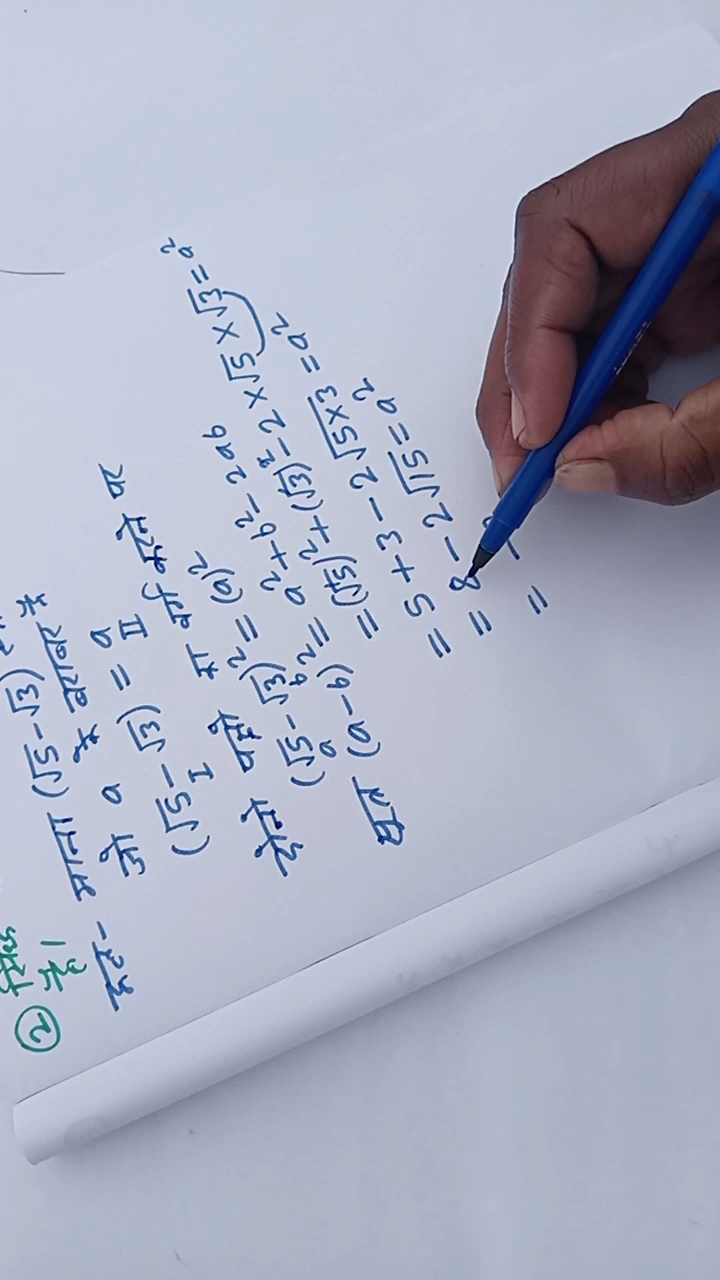 ② सिद्ध
है।
हल- माना (√5-√3)
जो a के बराबर है
(√5-√3) = a
I II
दोनो पक्षो का वर्ग करने पर
(√5-√3)² = (a)²
a b
सूत्र (a-b)² = a²+b²-2ab
= (√5)²+(√3)²-2×√5×√3=a²
= 5+3-2√5×3 = a²
= 8-2√15=a²
= -